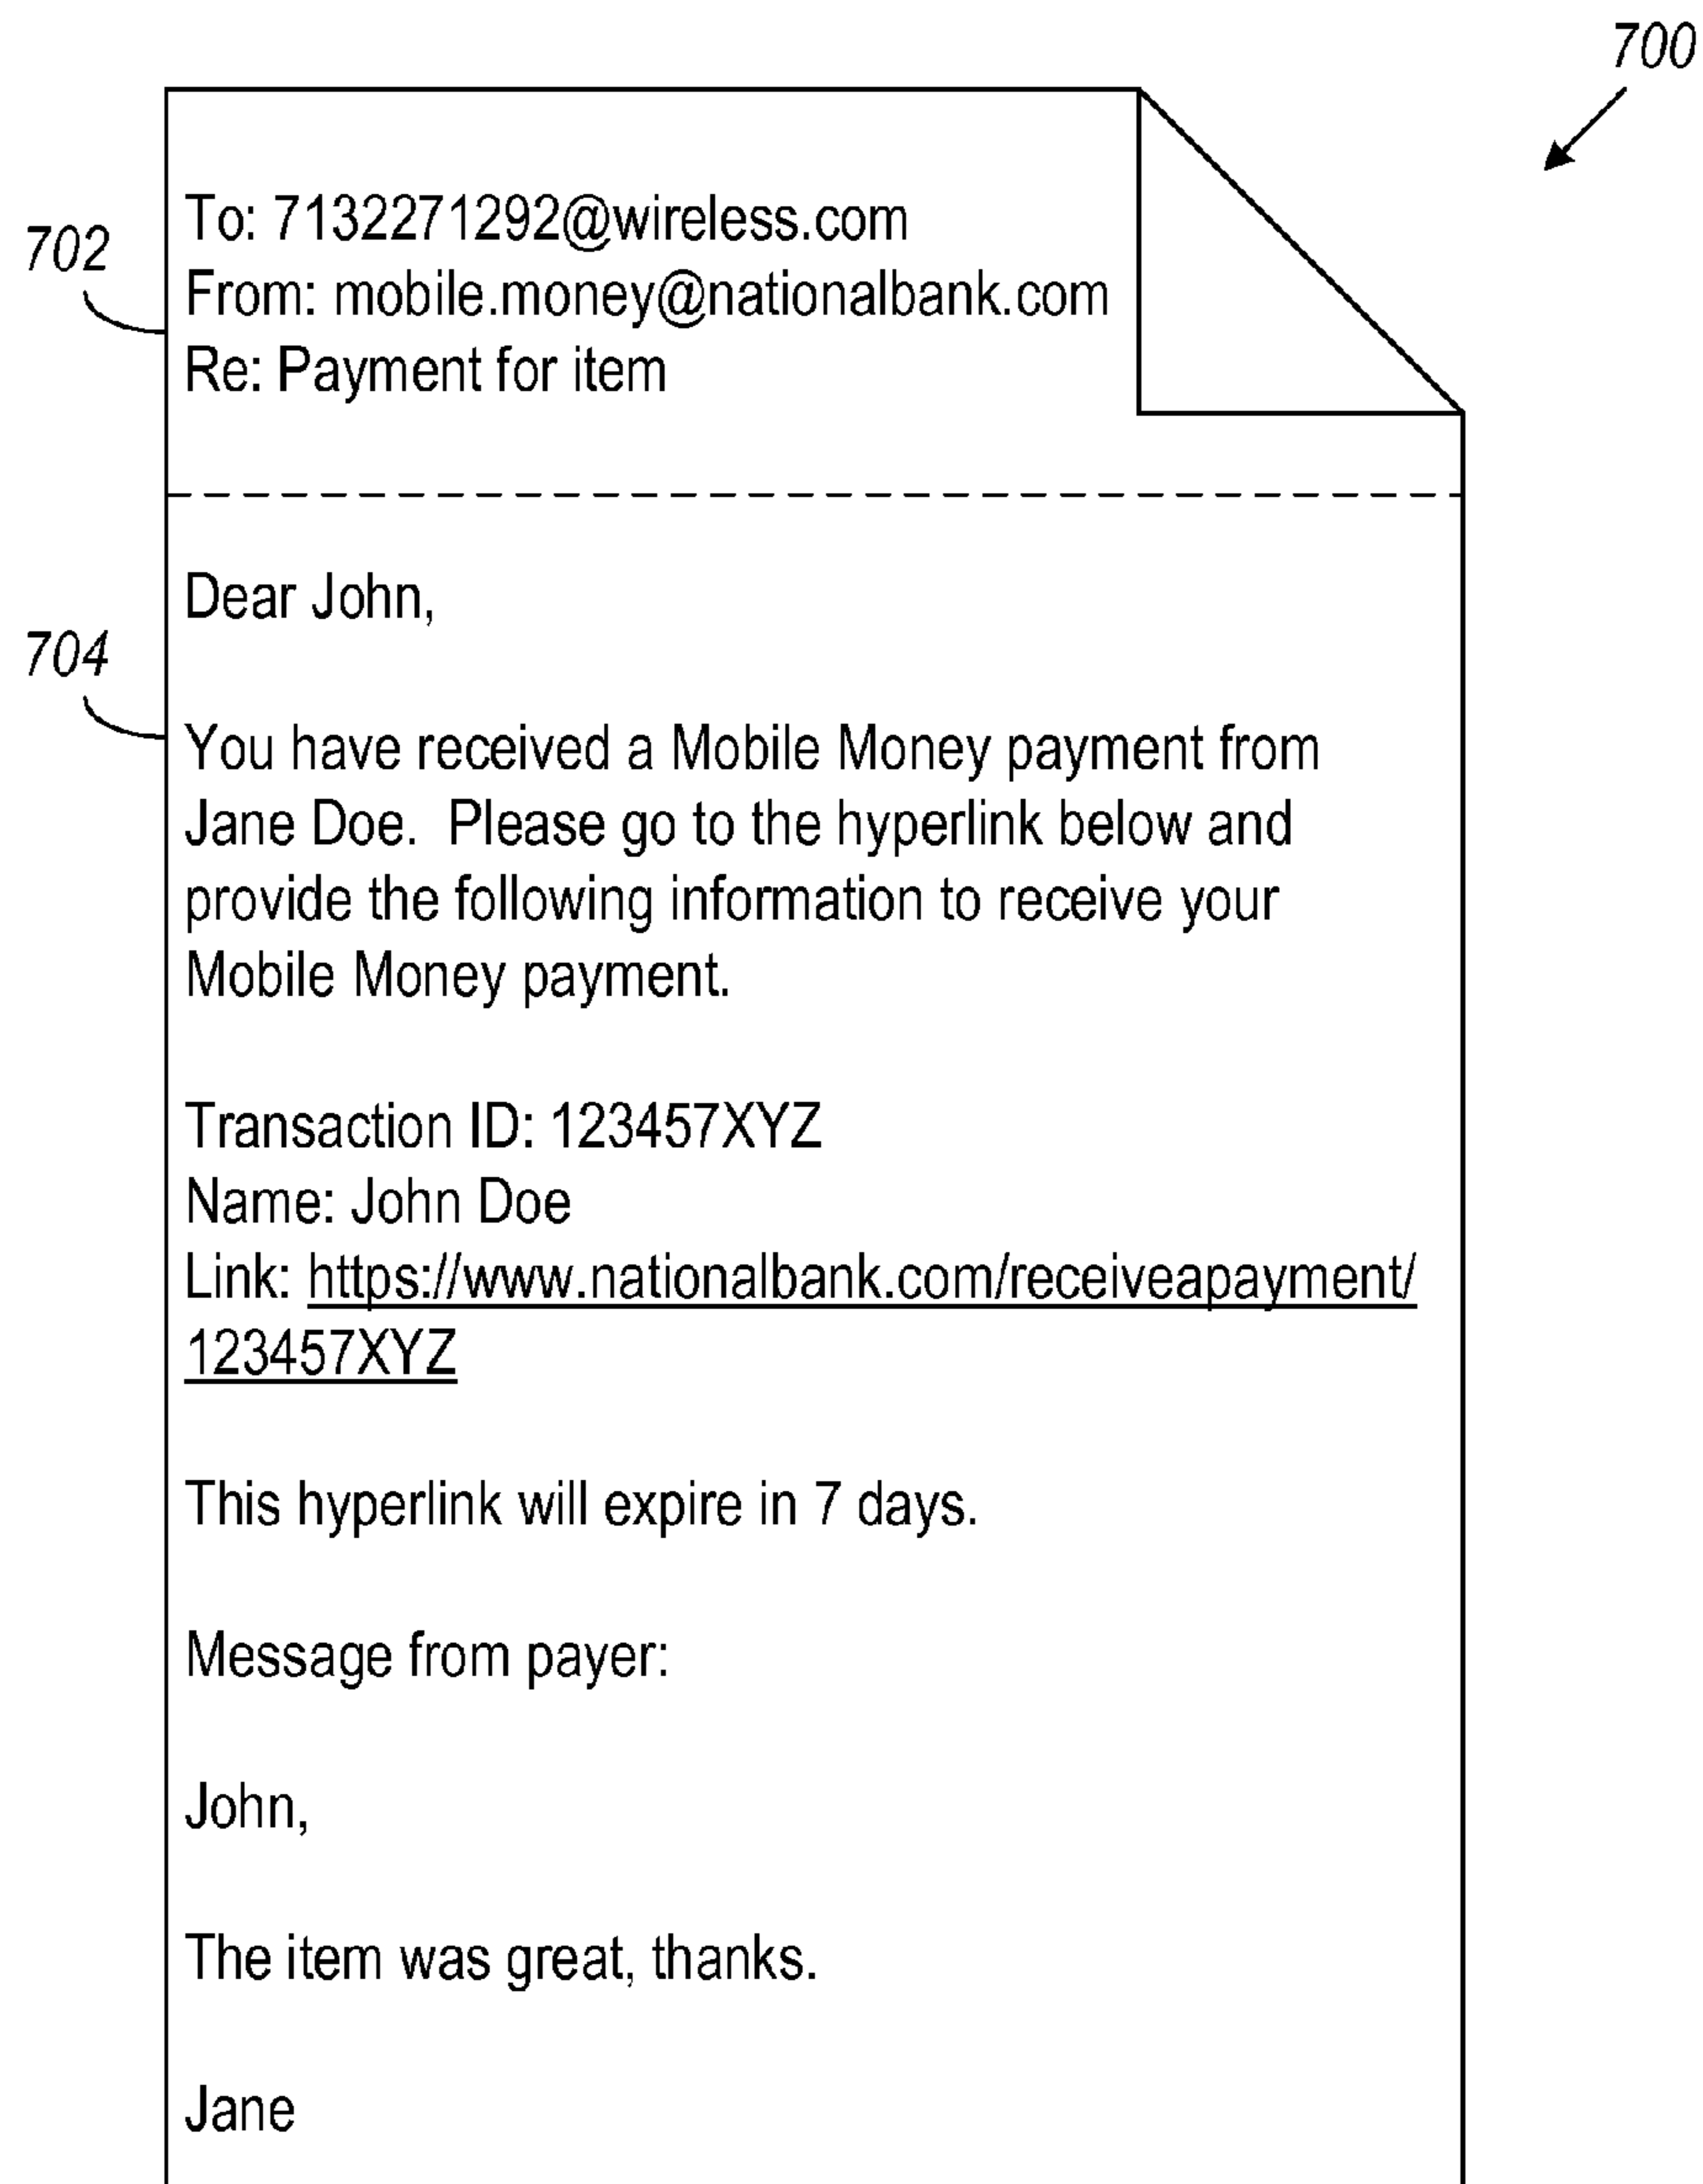 700
702
To: 7132271292@wireless.com
From: mobile.money@nationalbank.com
Re: Payment for item
Dear John,
704
You have received a Mobile Money payment from
Jane Doe.  Please go to the hyperlink below and
provide the following information to receive your
Mobile Money payment.
Transaction ID: 123457XYZ
Name: John Doe
Link: https://www.nationalbank.com/receiveapayment/
123457XYZ
This hyperlink will expire in 7 days.
Message from payer:
John,
The item was great, thanks.
Jane